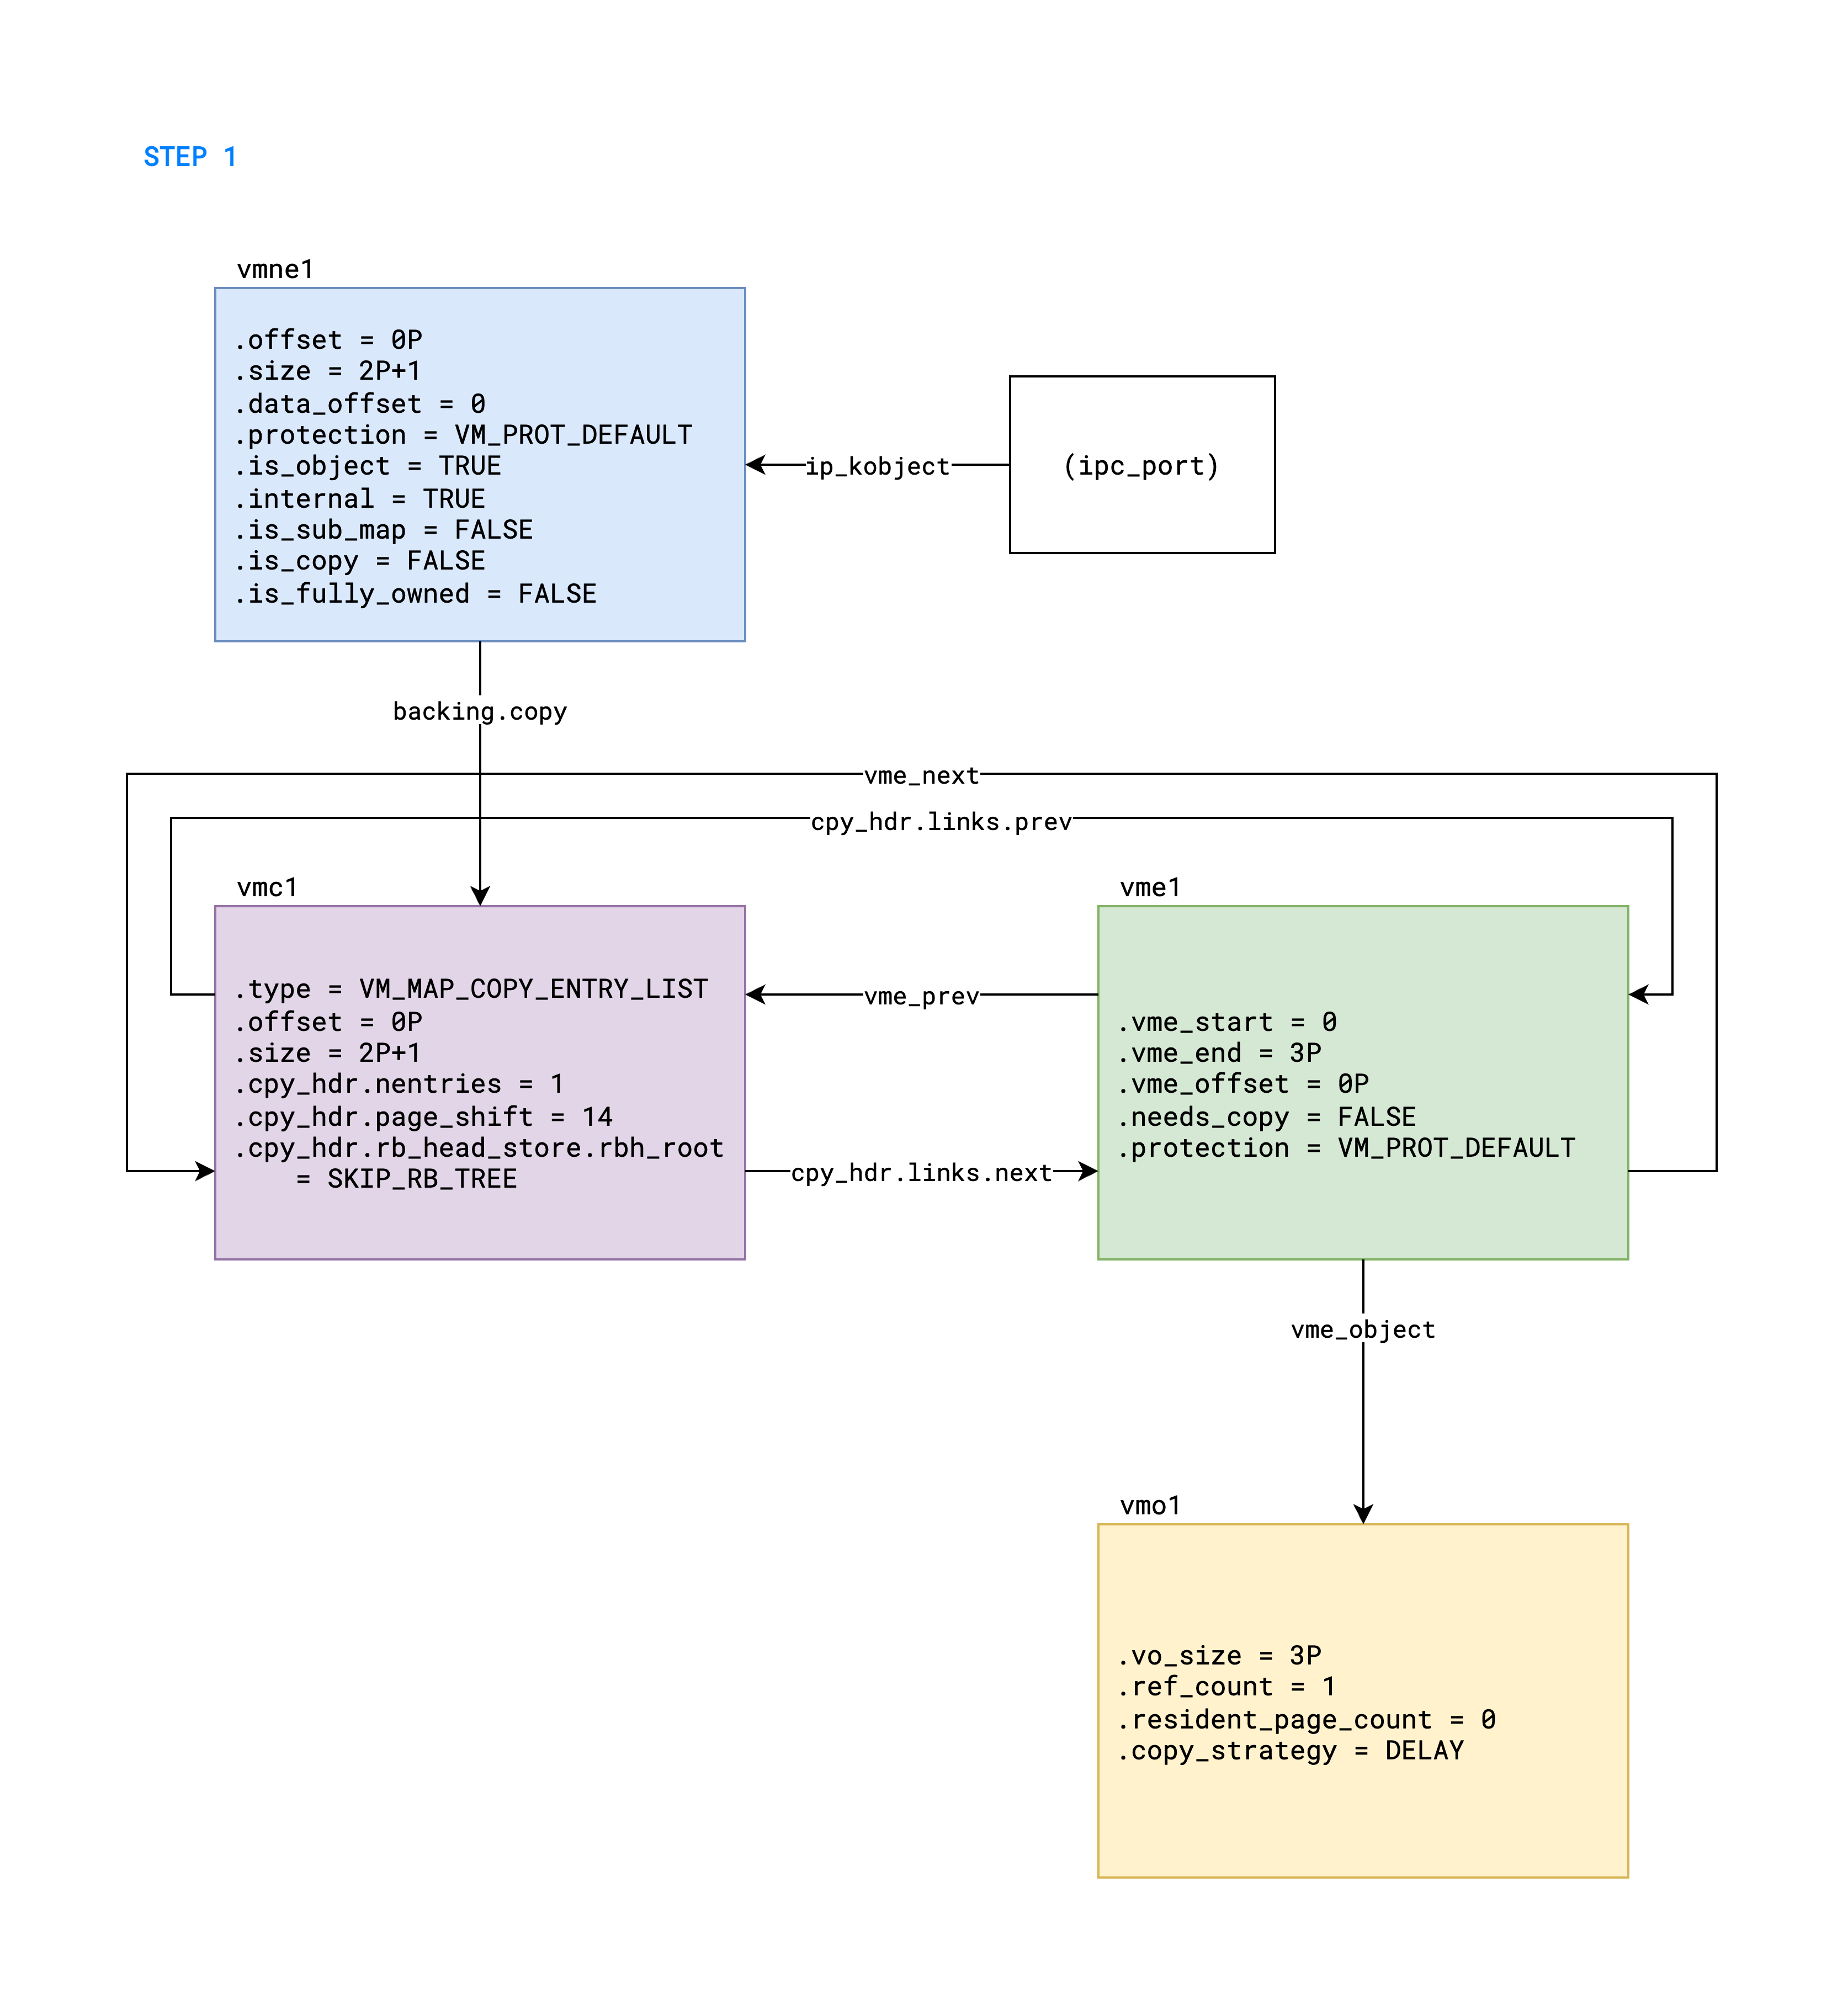 STEP 1
vmne1
.offset = 0P
.size = 2P+1
.data_offset = 0
.protection = VM_PROT_DEFAULT
.is_object = TRUE
.internal = TRUE
.is_sub_map = FALSE
.is_copy = FALSE
.is_fully_owned = FALSE
ip_kobject
(ipc_port)
backing.copy
vme_next
cpy_hdr.links.prev
vmc1
.type = VM_MAP_COPY_ENTRY_LIST
.offset = 0P
.size = 2P+1
.cpy_hdr.nentries = 1
.cpy_hdr.page_shift = 14
.cpy_hdr.rb_head_store.rbh_root
= SKIP_RB_TREE
vme_prev
cpy_hdr.links.next
vme1
.vme_start = 0
.vme_end = 3P
.vme_offset = 0P
.needs_copy = FALSE
.protection = VM_PROT_DEFAULT
vme_object
vmo1
.vo_size = 3P
.ref_count = 1
.resident_page_count = 0
.copy_strategy = DELAY